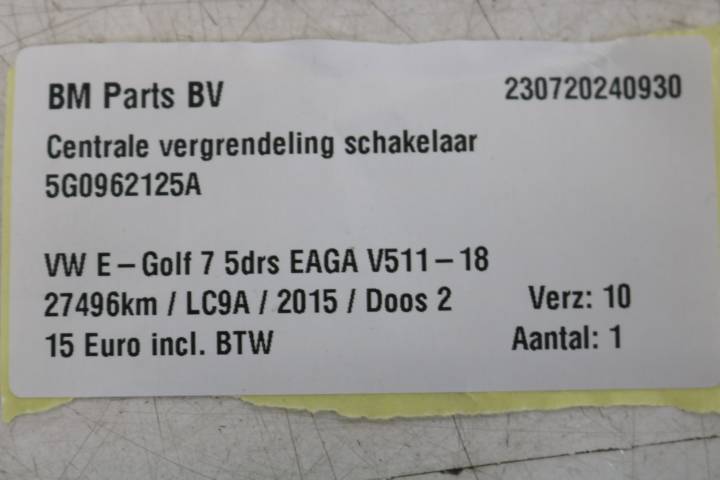 BM Parts BV 230720240930
Centrale vergrendeling schakelaar
5G0962125A
VW E-Golf 7 5drs EAGA V511-18
27496km / LC9A / 2015 / Doos 2 Verz: 10
15 Euro incl. BTW Aantal: 1